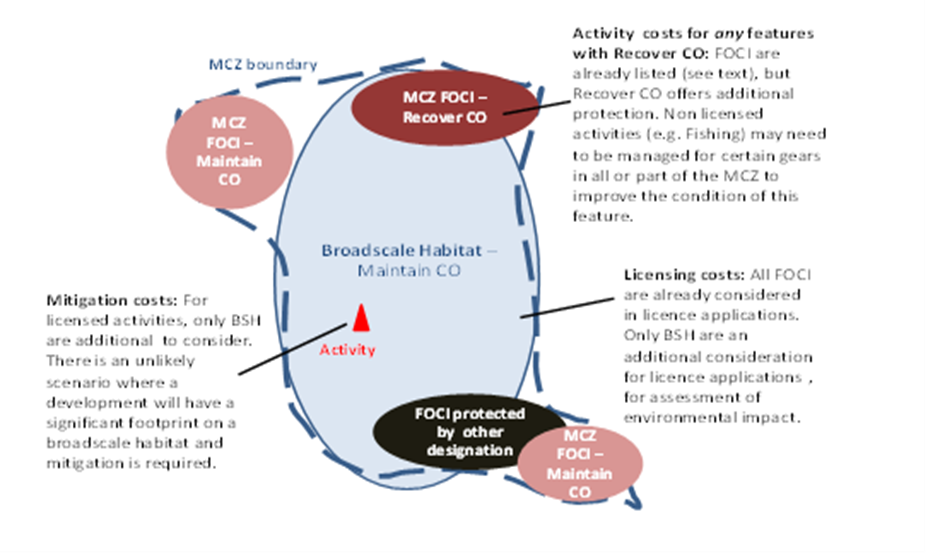 MCZ boundary
MCZ
FOCI –
Maintain
CO
MCZ FOCI –
Recover CO
Activity costs for any features
with Recover CO: FOCI are
already listed (see text), but
Recover CO offers additional
protection. Non licensed
activities (e.g. Fishing) may need
to be managed for certain gears
in all or part of the MCZ to
improve the condition of this
feature.
Broadscale Habitat –
Maintain CO
Mitigation costs: For
licensed activities, only BSH
are additional to consider.
There is an unlikely
scenario where a
development will have a
significant footprint on a
broadscale habitat and
mitigation is required.
Activity
Licensing costs: All FOCI
are already considered
in licence applications.
Only BSH are an
additional consideration
for licence applications ,
for assessment of
environmental impact.
FOCI protected
by other
designation
MCZ
FOCI –
Maintain
CO